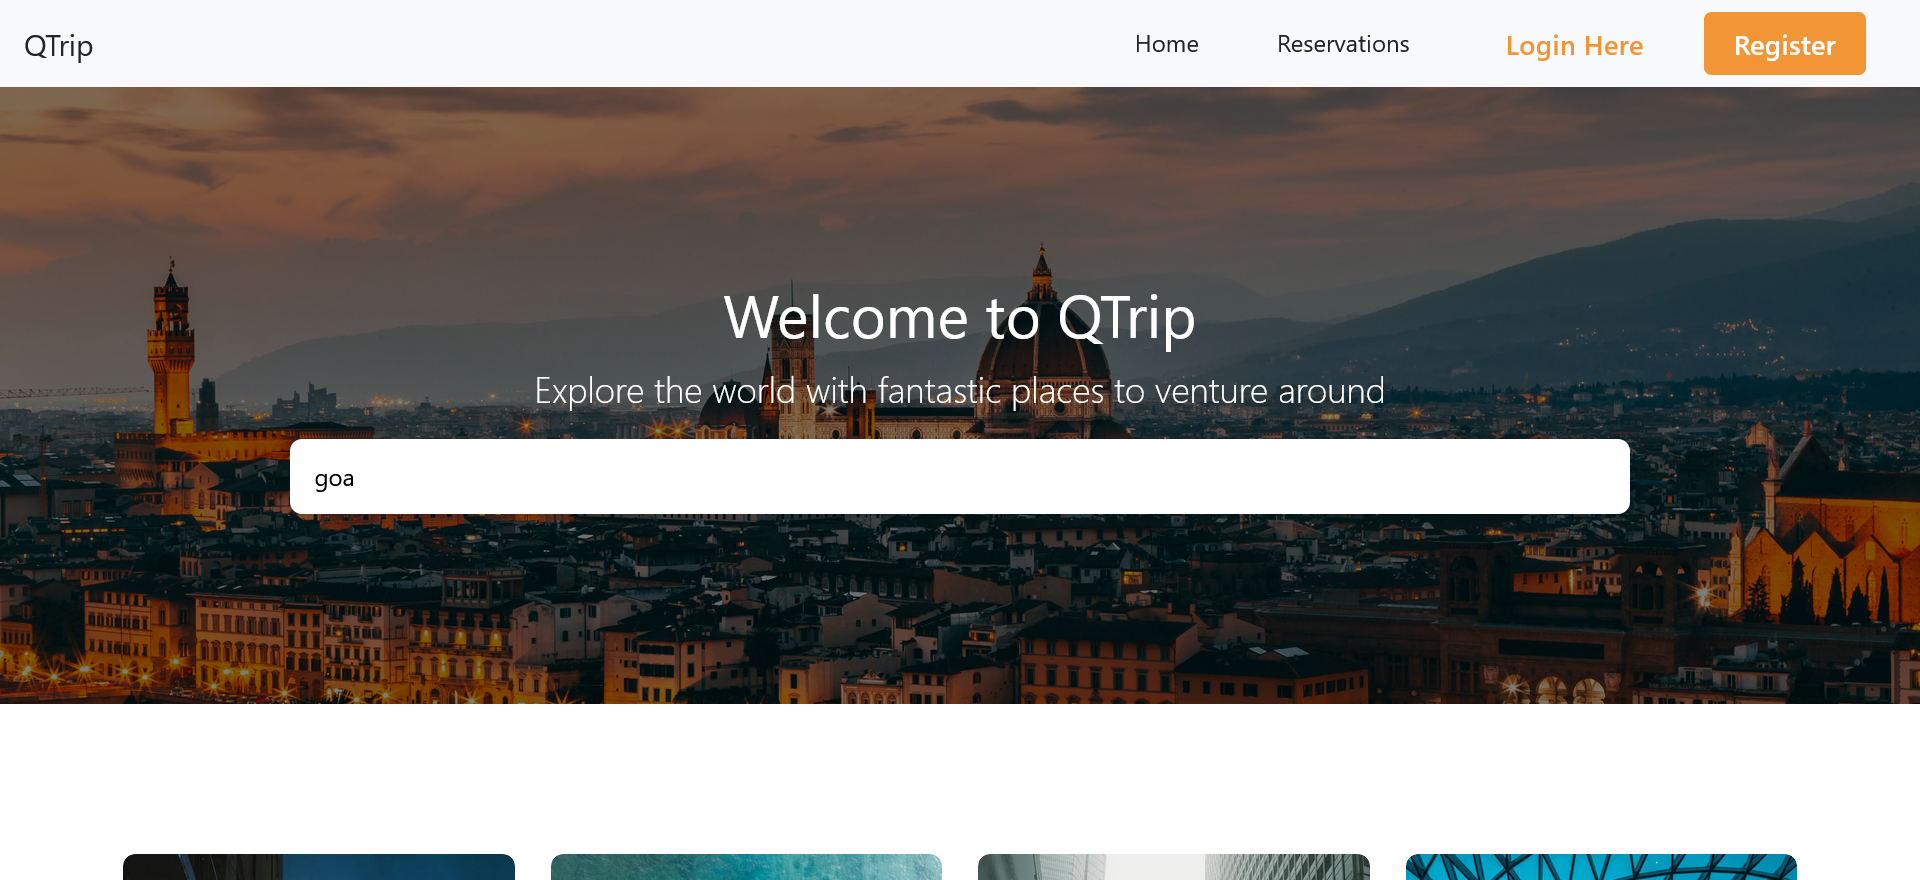 QTrip
Home
Reservations
Login Here
Register
Welcome to QTrip
Explore the world with fantastic places to venture around
goa